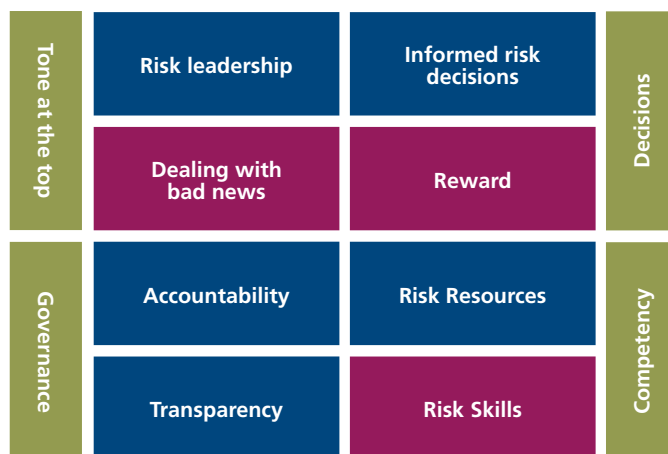 Tone at the top
Risk leadership
Informed risk
decisions
Decisions
Dealing with
bad news
Reward
Governance
Accountability
Risk Resources
Competency
Transparency
Risk Skills